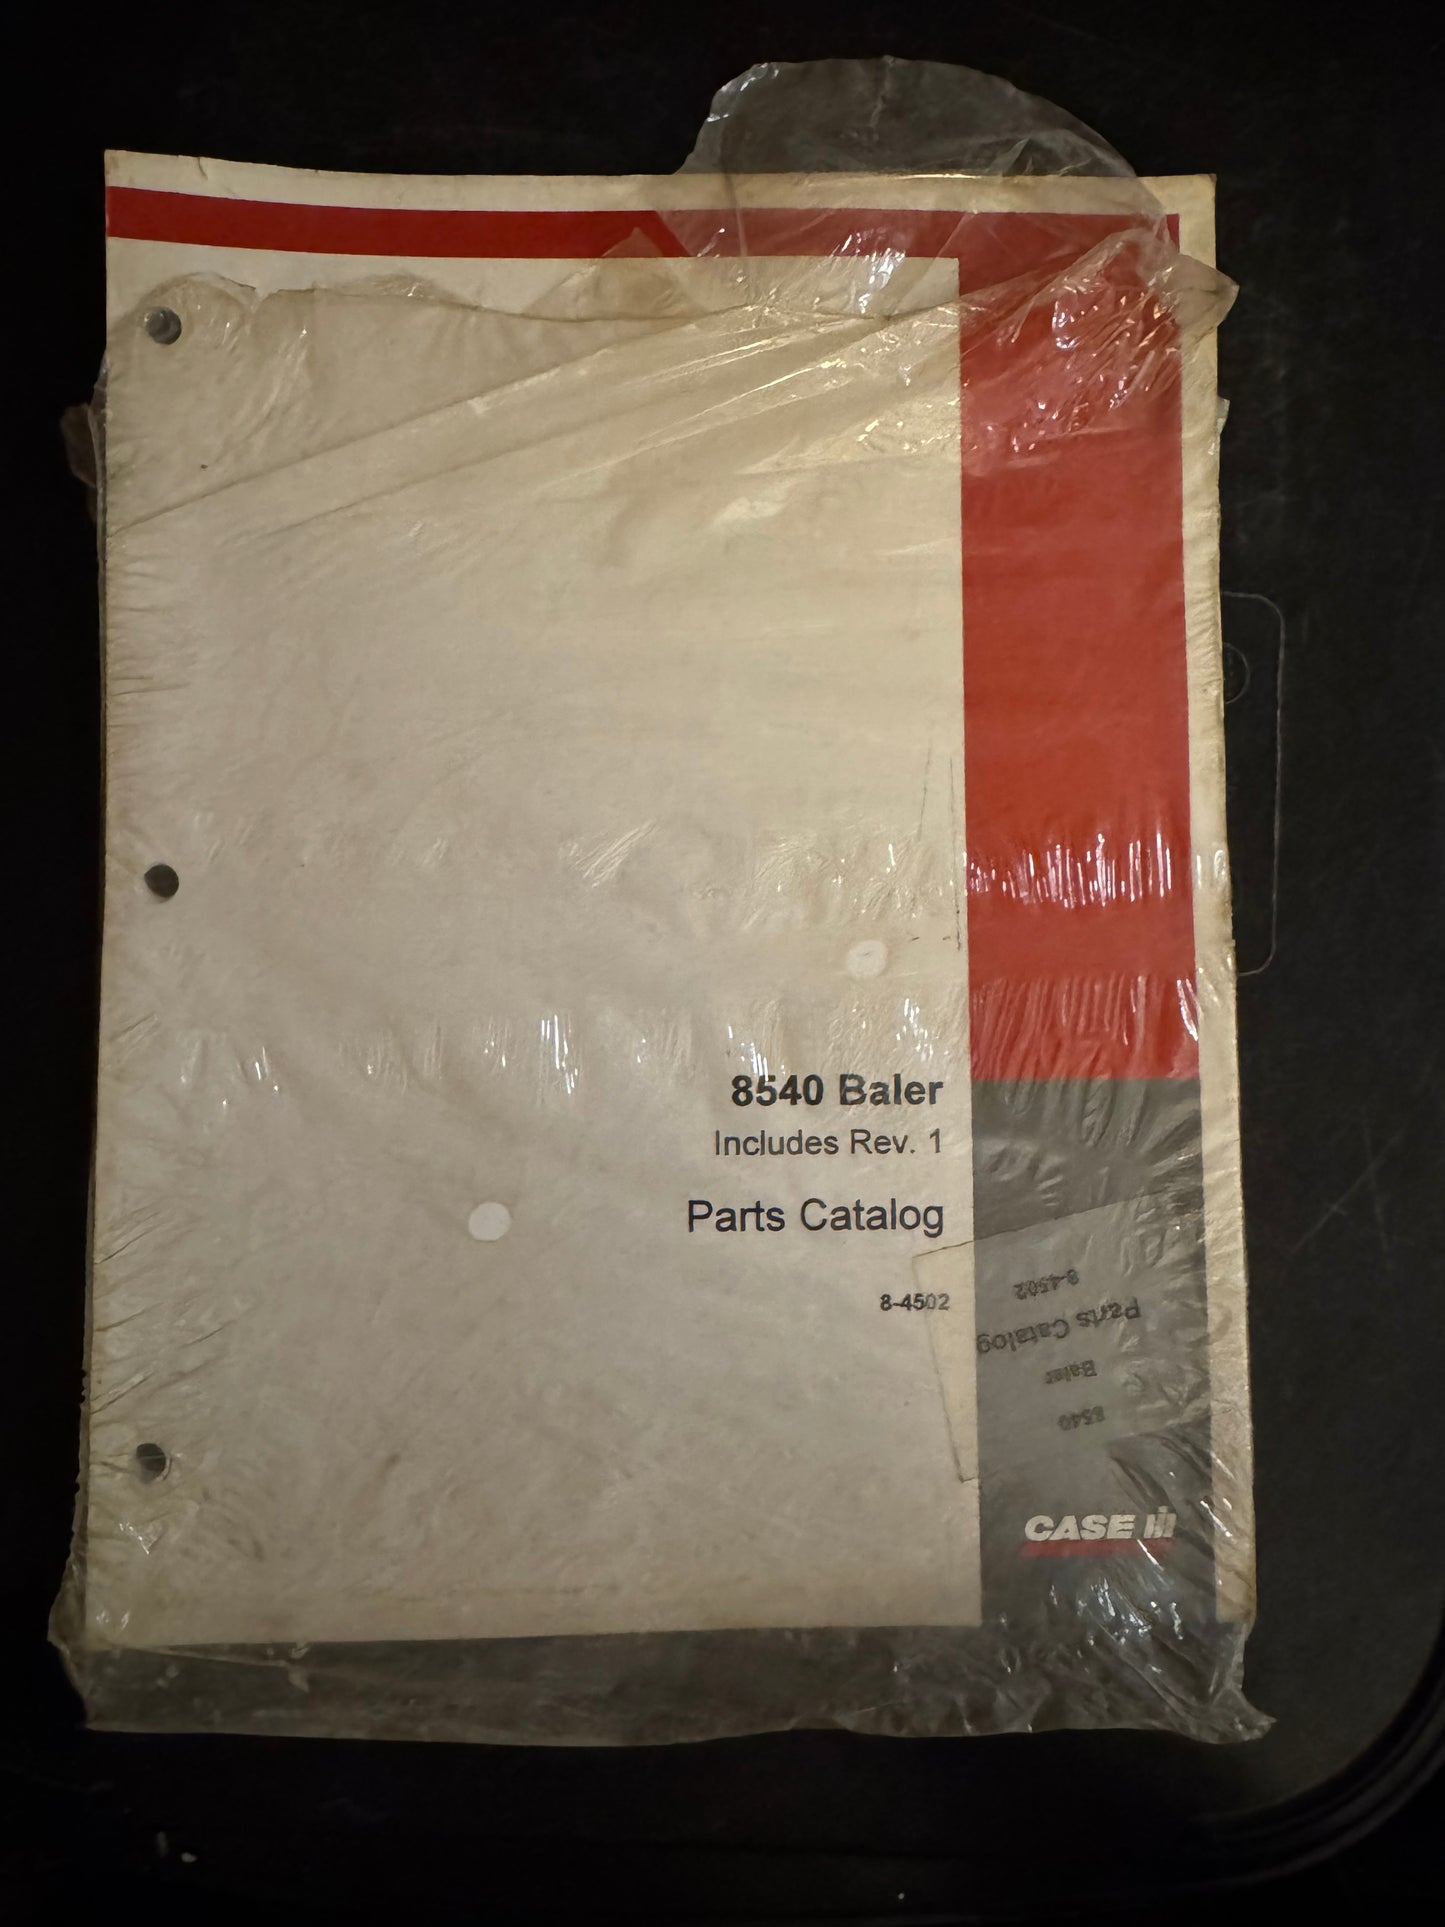 8540 Baler
Includes Rev. 1
Parts Catalog
8-4502
8-4502
Parts Catalog
Baler
8540
CASE IH